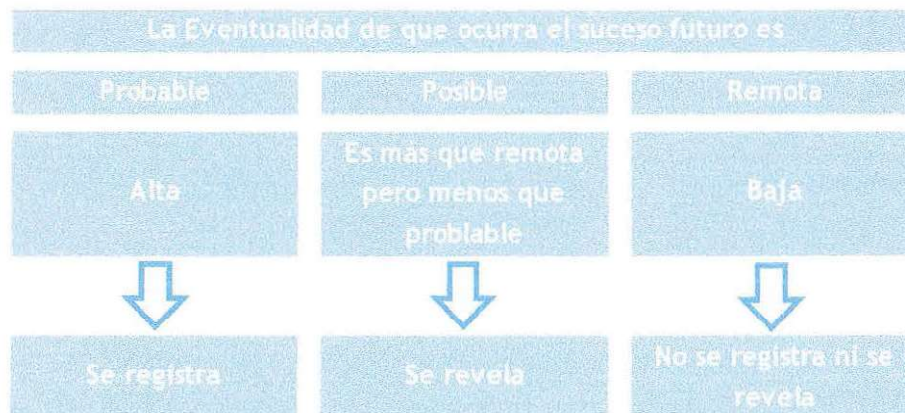 La Eventualidad de que ocurra el suceso futuro es
Probable
Posible
Remota
Alta
Es más que remota
pero menos que
problable
Baja
Se registra
Se revela
No se registra ni se
revela